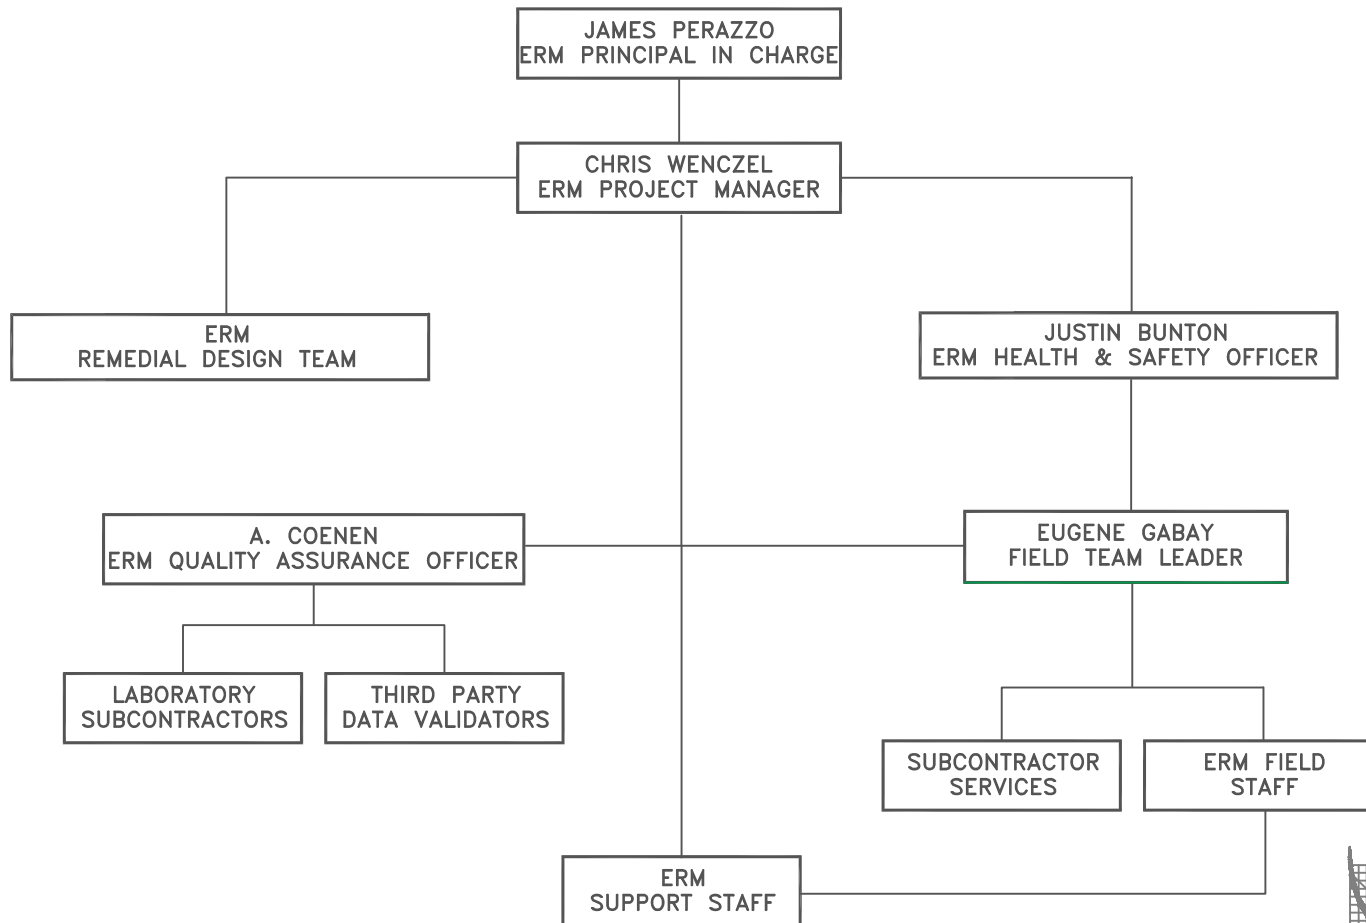 JAMES PERAZZO
ERM PRINCIPAL IN CHARGE
CHRIS WENCZEL
ERM PROJECT MANAGER
ERM
REMEDIAL DESIGN TEAM
JUSTIN BUNTON
ERM HEALTH & SAFETY OFFICER
A. COENEN
ERM QUALITY ASSURANCE OFFICER
EUGENE GABAY
FIELD TEAM LEADER
LABORATORY
SUBCONTRACTORS
THIRD PARTY
DATA VALIDATORS
SUBCONTRACTOR
SERVICES
ERM FIELD
STAFF
ERM
SUPPORT STAFF